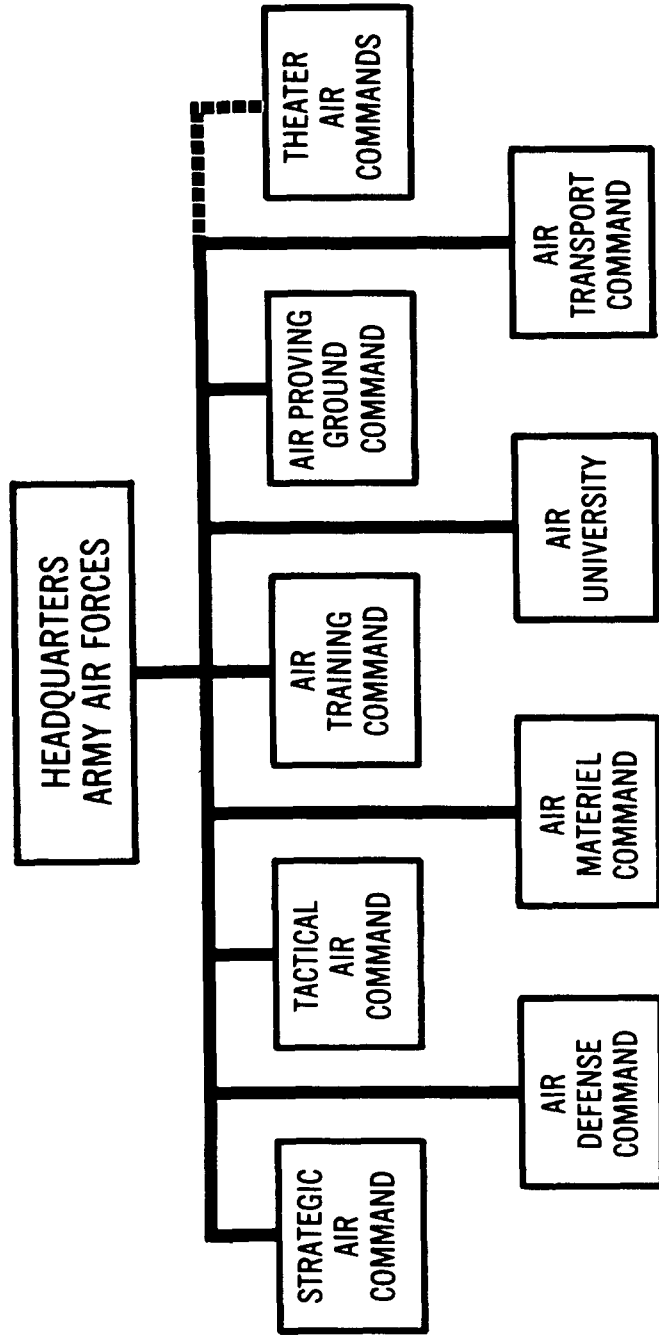 HEADQUARTERS
ARMY AIR FORCES
STRATEGIC
AIR
COMMAND
TACTICAL
AIR
COMMAND
AIR
TRAINING
COMMAND
AIR PROVING
GROUND
COMMAND
THEATER
AIR
COMMANDS
AIR
DEFENSE
COMMAND
AIR
MATERIEL
COMMAND
AIR
UNIVERSITY
AIR
TRANSPORT
COMMAND